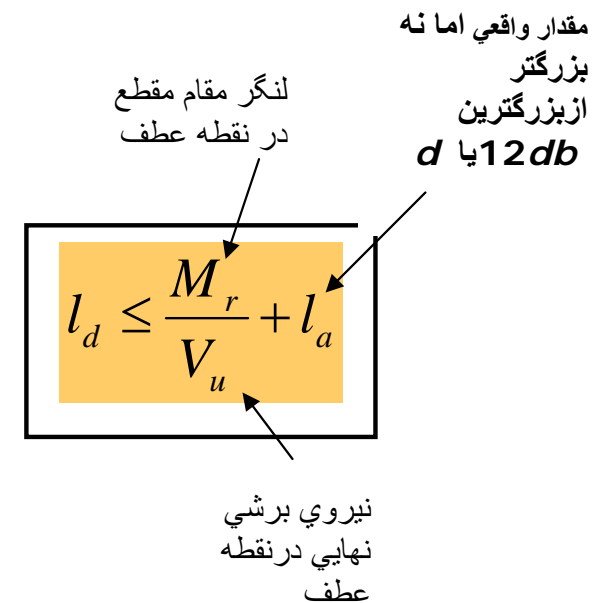 مقدار واقعي اما نه
بزرگتر
ازبزرگترين
12db يا d
لنگر مقام مقطع
در نقطه عطف
l_d ≤ M_r / V_u + l_a
نيروي برشي
نهايي درنقطه
عطف